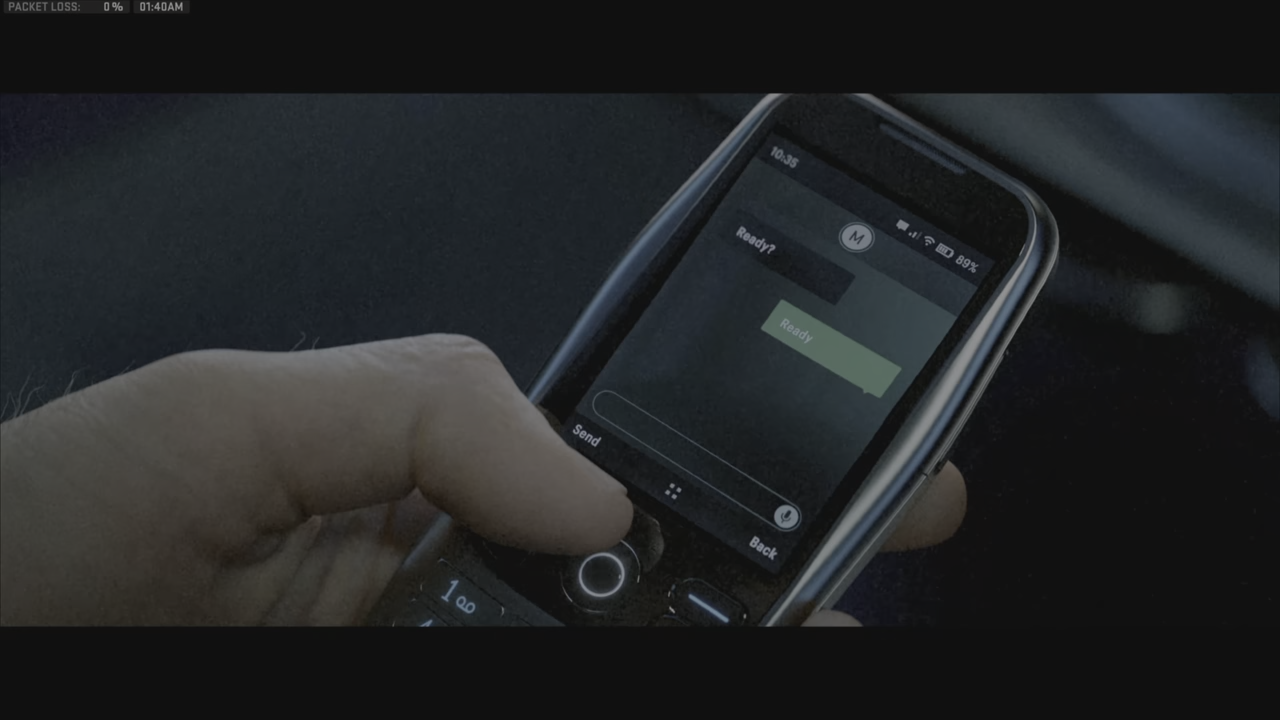 PACKET LOSS: 0 % 01:40AM
10:35
89%
M
Ready?
Ready
Send
Back
1